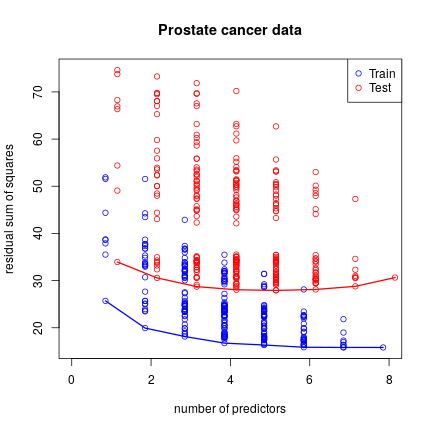 Prostate cancer data
Train
Test
residual sum of squares
70
60
50
40
30
20
0 2 4 6 8
number of predictors